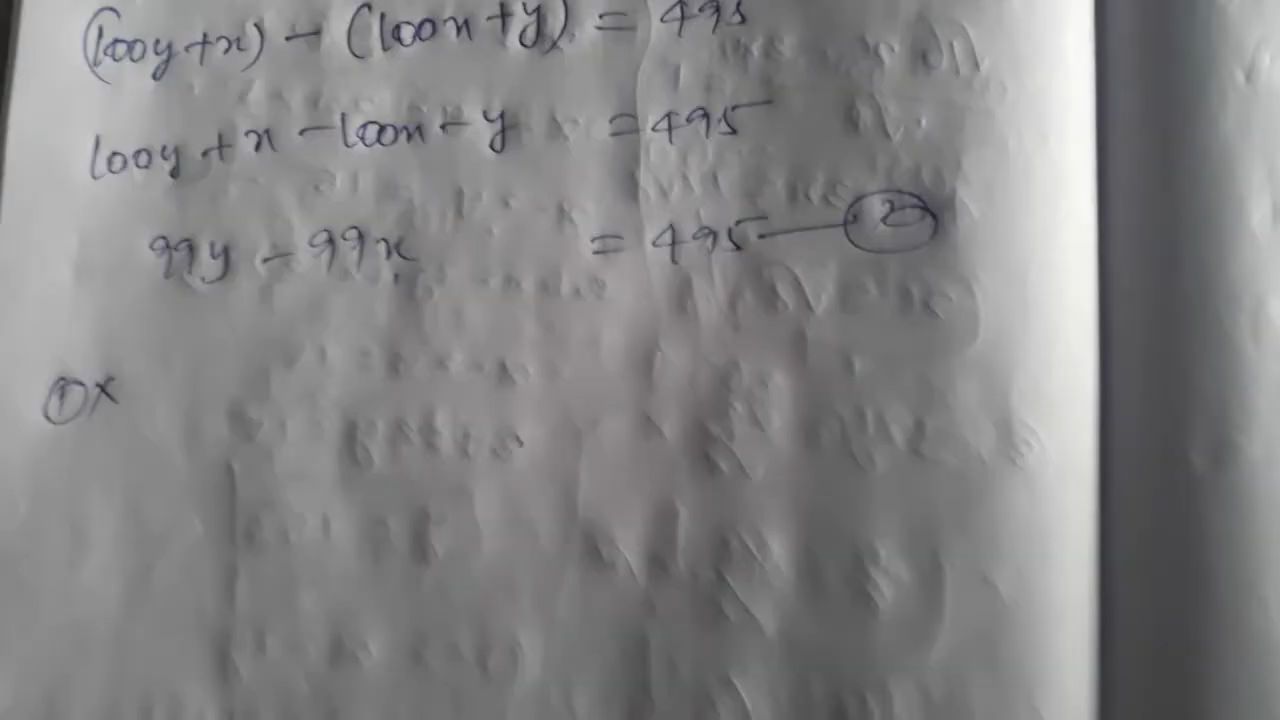 (100y+x) - (100x+y) = 495
100y + x - 100x - y = 495
99y - 99x = 495 — ②
①×